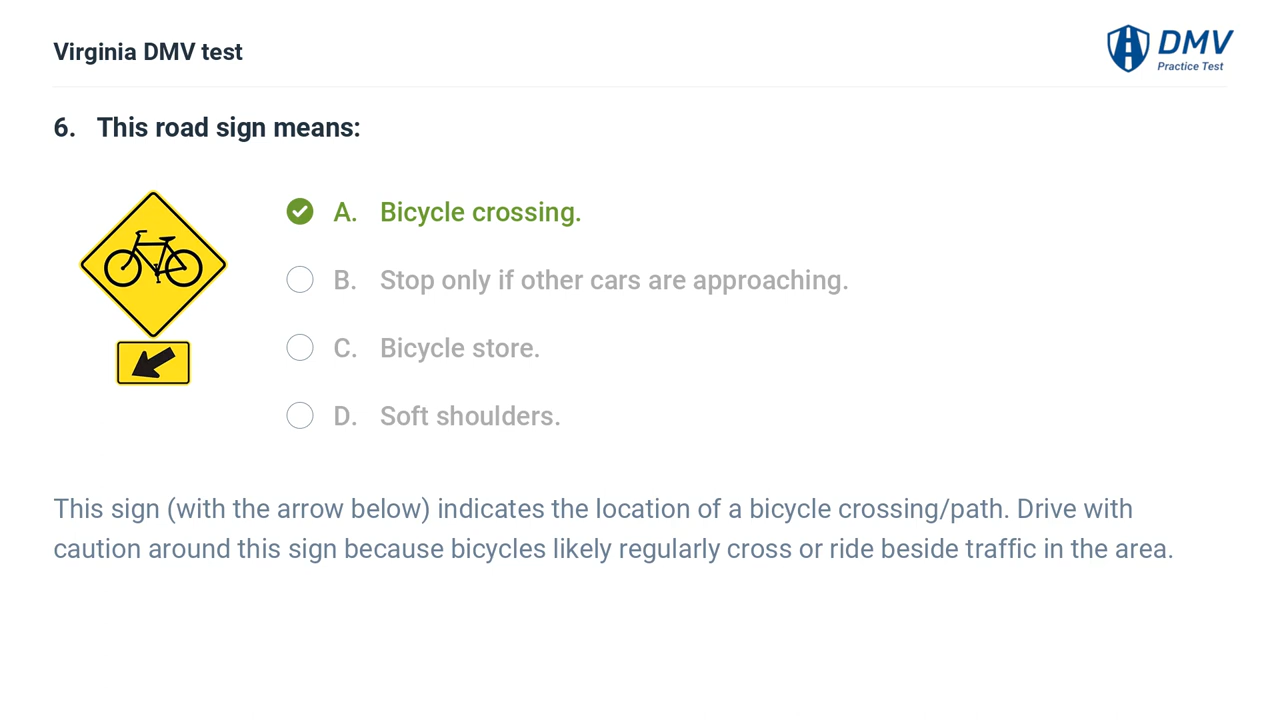 Virginia DMV test
DMV
Practice Test
6. This road sign means:
A. Bicycle crossing.
B. Stop only if other cars are approaching.
C. Bicycle store.
D. Soft shoulders.
This sign (with the arrow below) indicates the location of a bicycle crossing/path. Drive with
caution around this sign because bicycles likely regularly cross or ride beside traffic in the area.